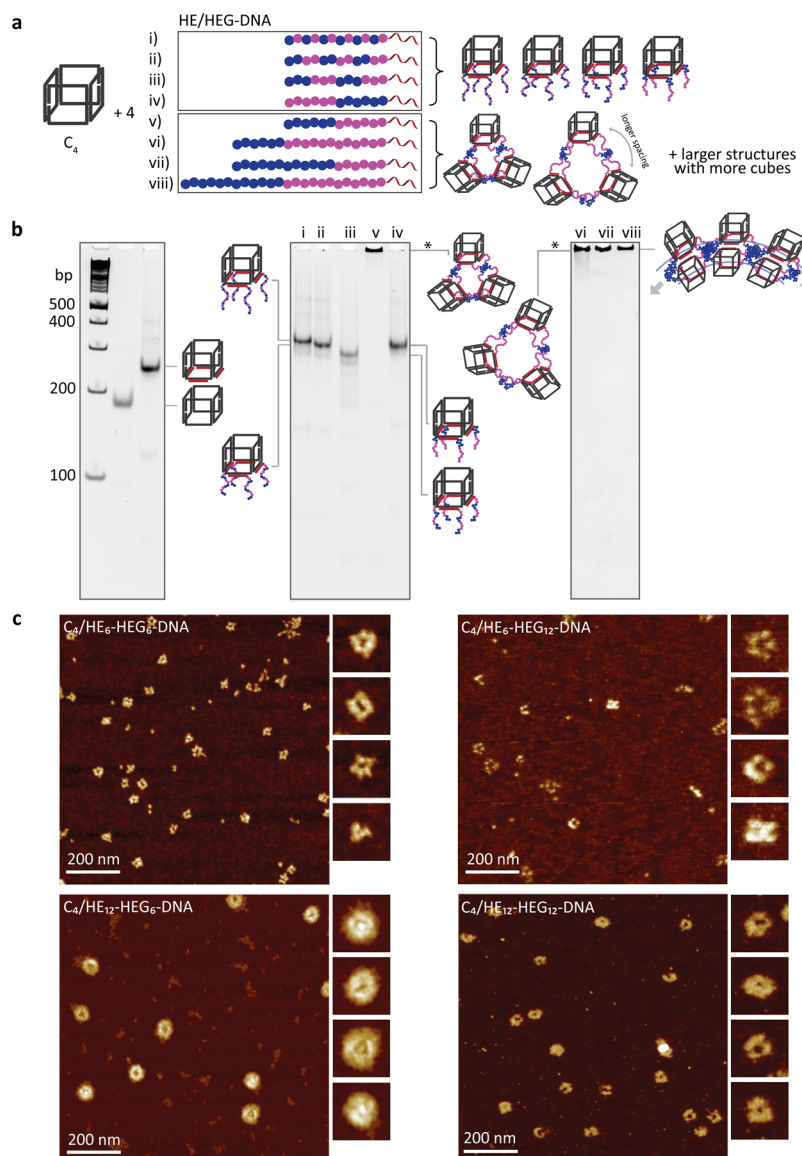 a
HE/HEG-DNA
C₄
+ 4
i)
ii)
iii)
iv)
v)
vi)
vii)
viii)
longer spacing
+ larger structures
with more cubes
b
bp
500
400
200
100
i ii iii v iv
*
*
vi vii viii
c
C₄/HE₆-HEG₆-DNA
200 nm
C₄/HE₆-HEG₁₂-DNA
200 nm
C₄/HE₁₂-HEG₆-DNA
200 nm
C₄/HE₁₂-HEG₁₂-DNA
200 nm